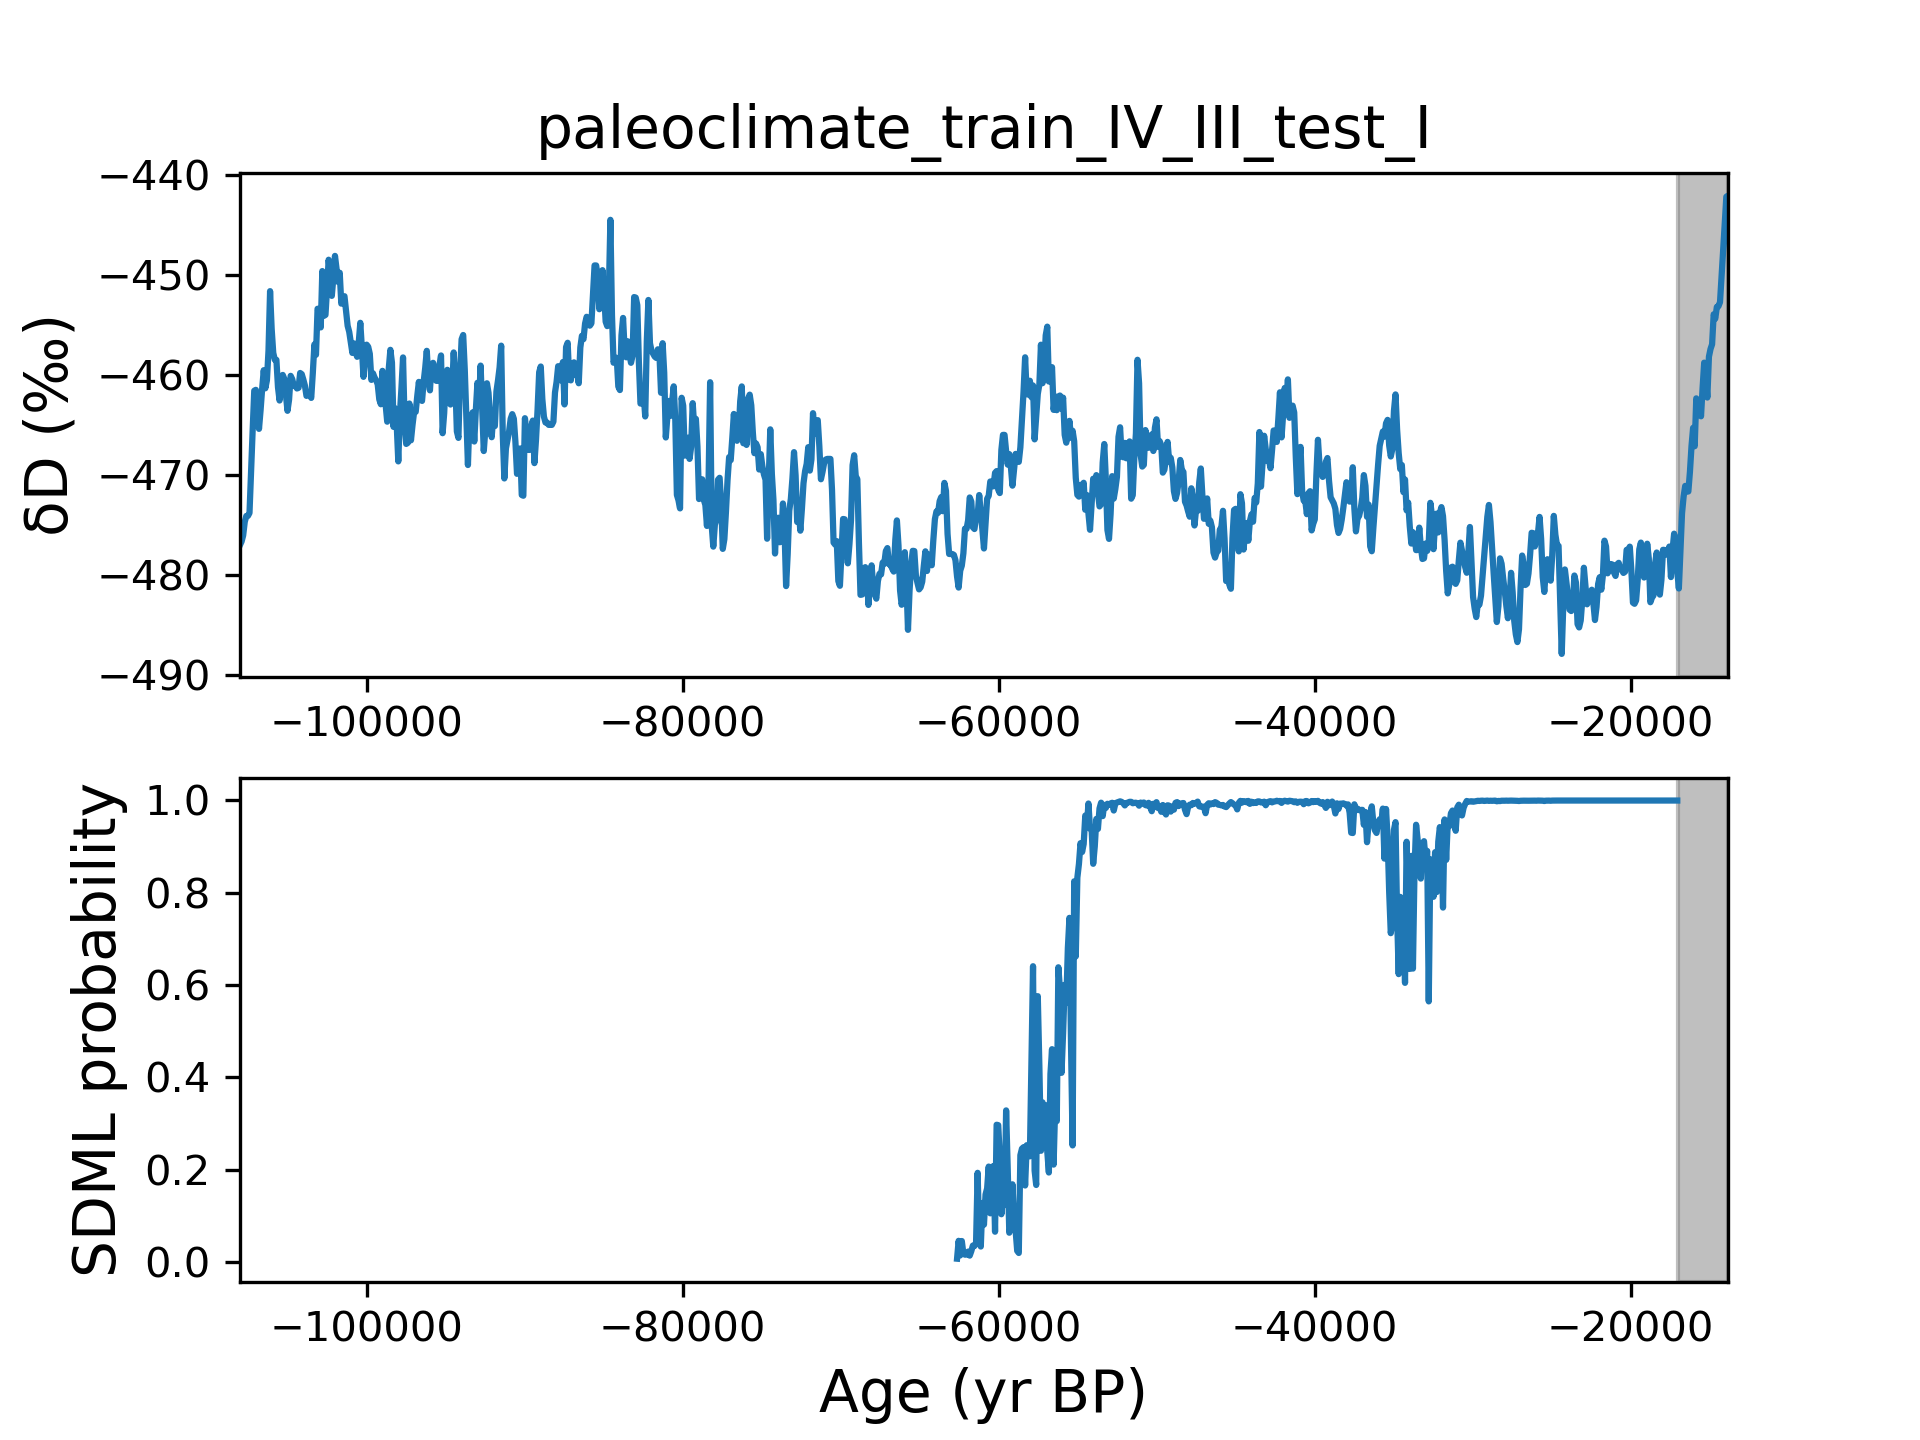 paleoclimate_train_IV_III_test_I
δD (‰)
−440
−450
−460
−470
−480
−490
−100000 −80000 −60000 −40000 −20000
SDML probability
1.0
0.8
0.6
0.4
0.2
0.0
−100000 −80000 −60000 −40000 −20000
Age (yr BP)